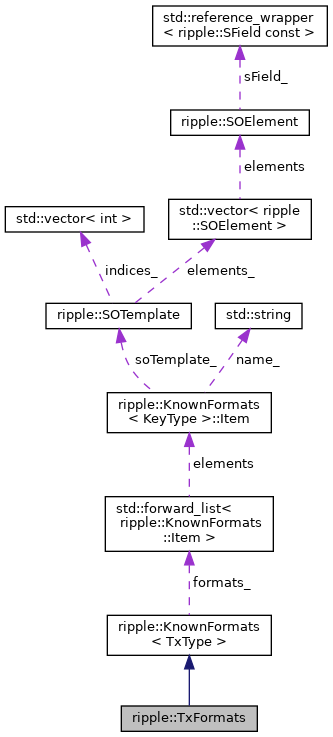 std::reference_wrapper
< ripple::SField const >
sField_
ripple::SOElement
elements
std::vector< int >
std::vector< ripple
::SOElement >
indices_
elements_
ripple::SOTemplate
std::string
soTemplate_
name_
ripple::KnownFormats
< KeyType >::Item
elements
std::forward_list<
ripple::KnownFormats
::Item >
formats_
ripple::KnownFormats
< TxType >
ripple::TxFormats